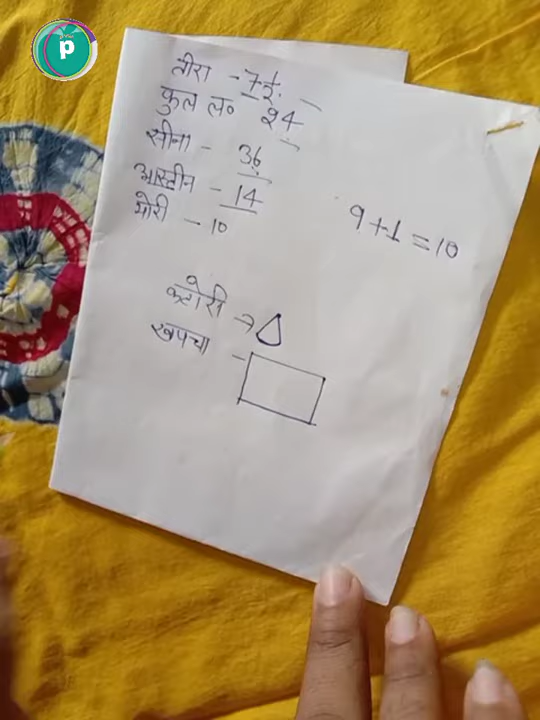 तीरा - 7½
कुल ल० 24
सीना - 36
आस्तीन - 14
मोरी - 10
9+1=10
कटोरी →
खपचा -